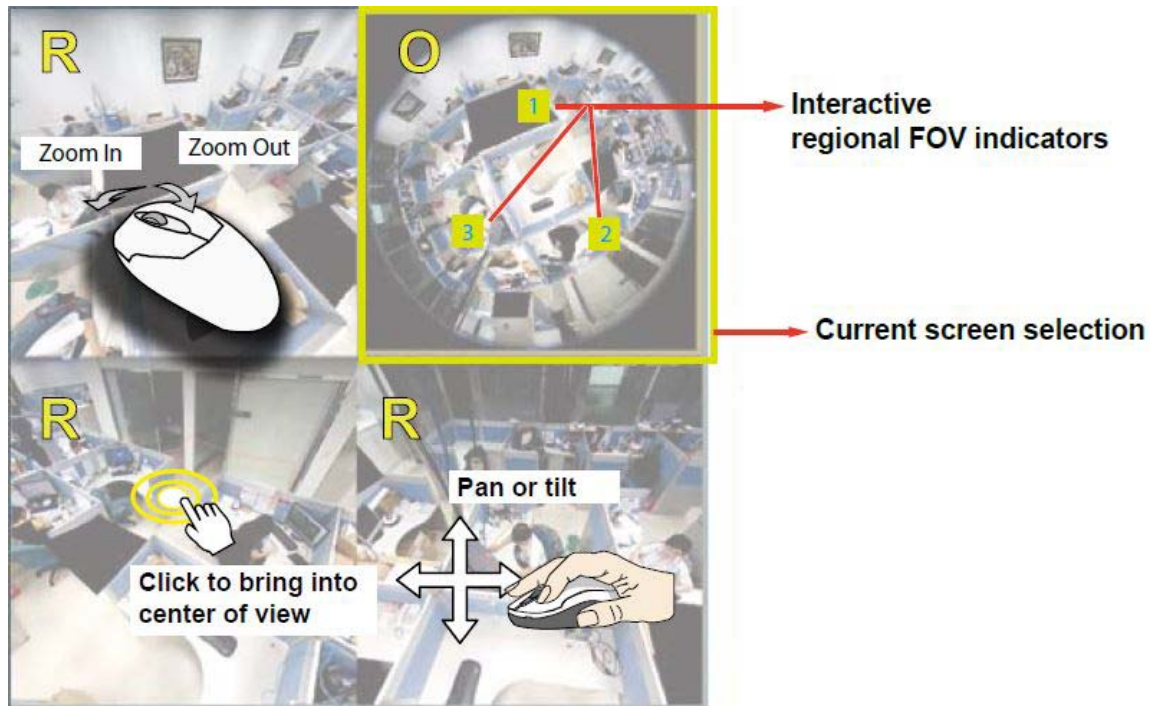 R
O
Zoom In
Zoom Out
1
3
2
Interactive
regional FOV indicators
Current screen selection
R
R
Click to bring into
center of view
Pan or tilt